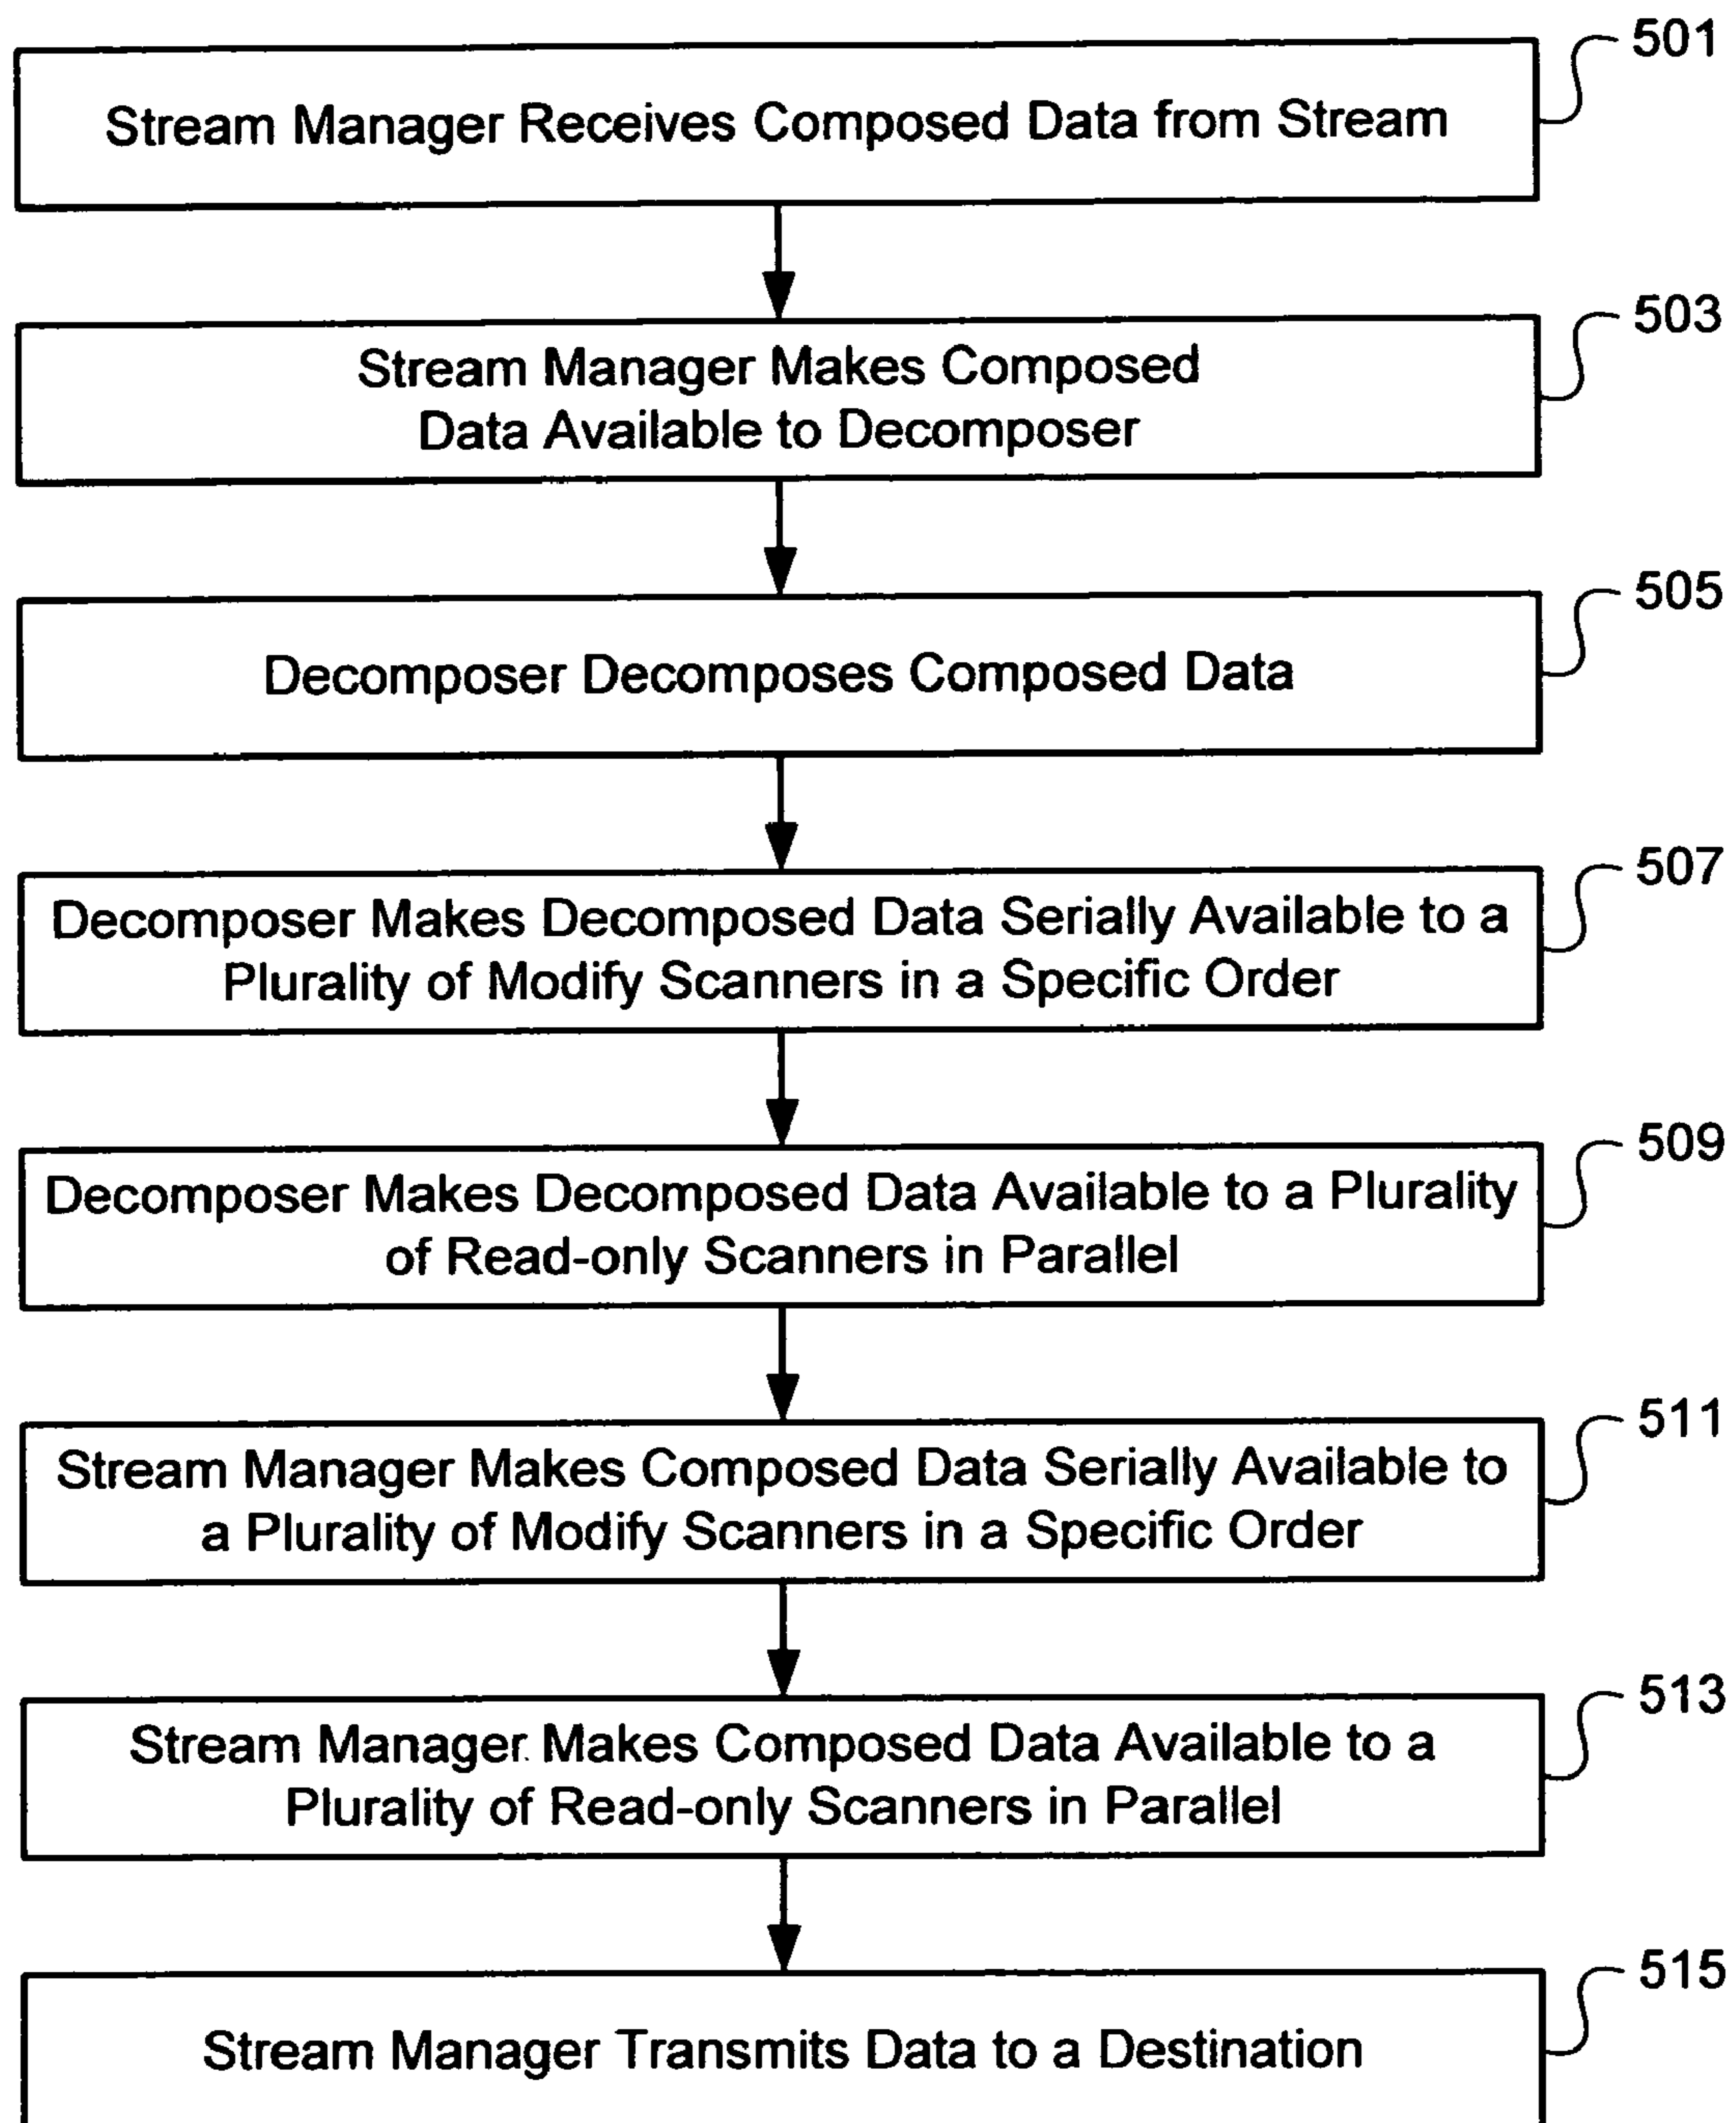 501
Stream Manager Receives Composed Data from Stream
503
Stream Manager Makes Composed
Data Available to Decomposer
505
Decomposer Decomposes Composed Data
507
Decomposer Makes Decomposed Data Serially Available to a
Plurality of Modify Scanners in a Specific Order
509
Decomposer Makes Decomposed Data Available to a Plurality
of Read-only Scanners in Parallel
511
Stream Manager Makes Composed Data Serially Available to
a Plurality of Modify Scanners in a Specific Order
513
Stream Manager Makes Composed Data Available to a
Plurality of Read-only Scanners in Parallel
515
Stream Manager Transmits Data to a Destination